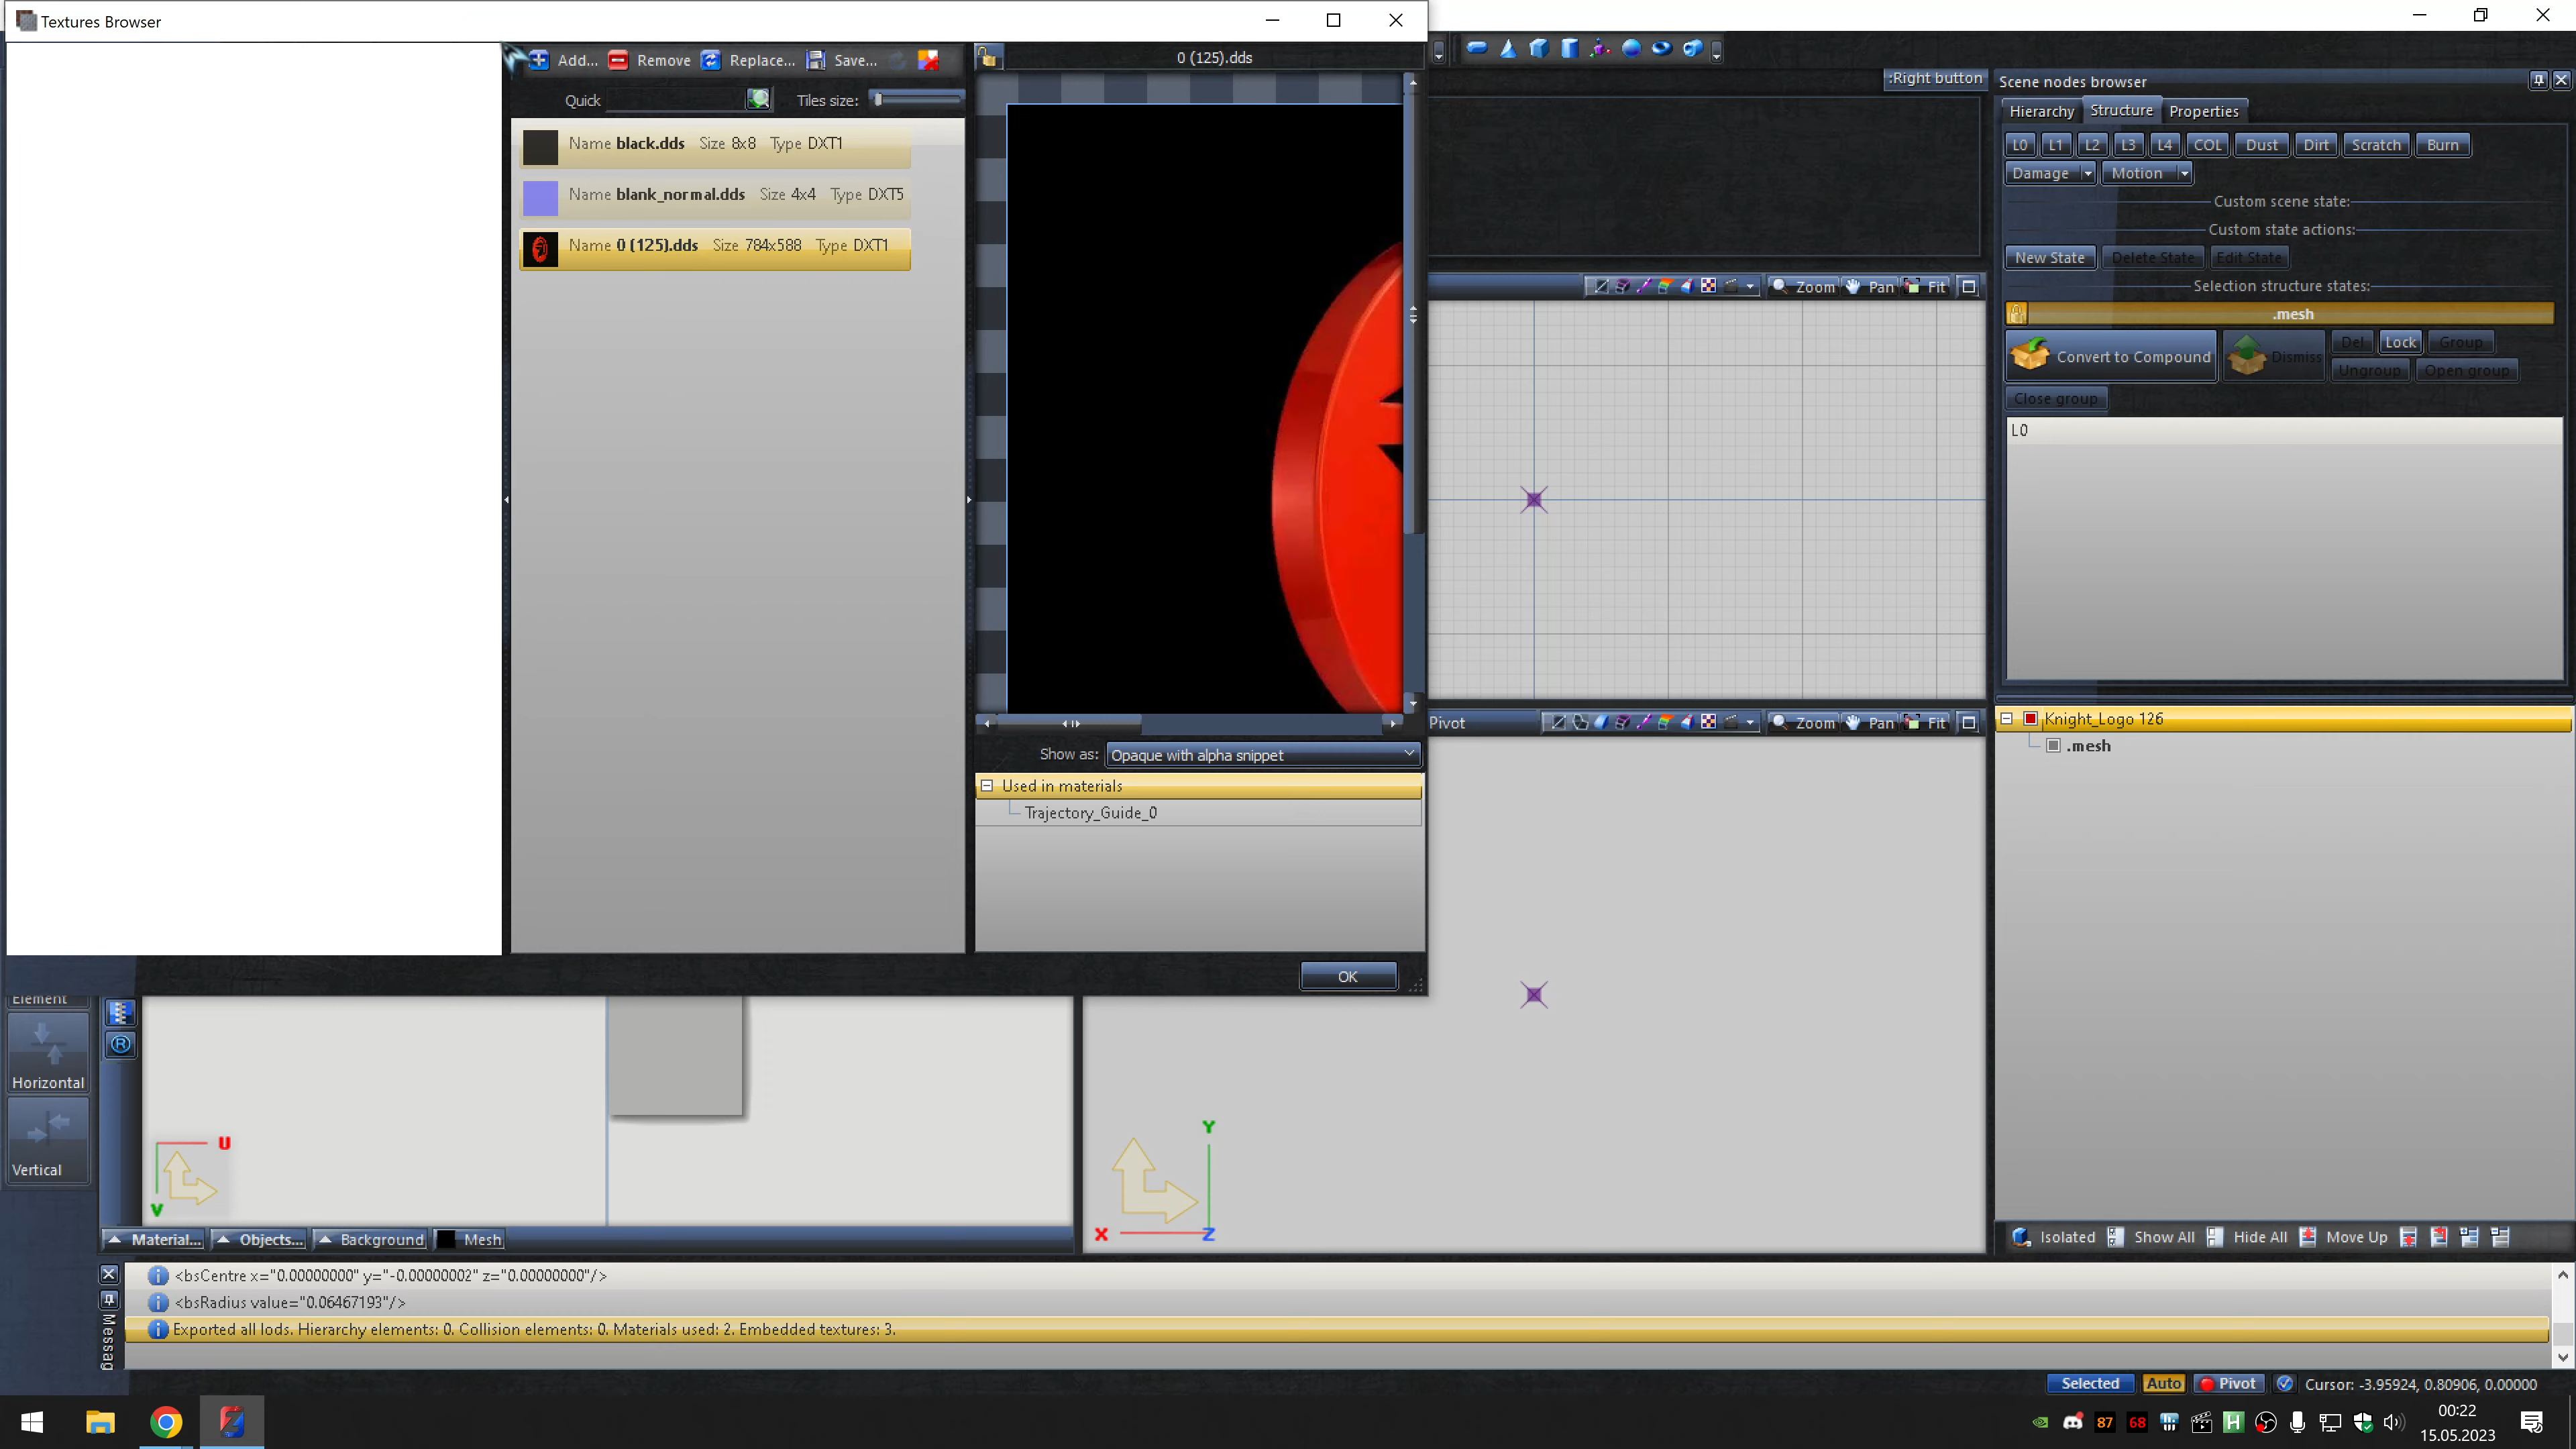 Textures Browser
Add... Remove Replace... Save...
Quick Tiles size:
Name black.dds Size 8x8 Type DXT1
Name blank_normal.dds Size 4x4 Type DXT5
Name 0 (125).dds Size 784x588 Type DXT1
0 (125).dds
Show as: Opaque with alpha snippet
Used in materials
Trajectory_Guide_0
OK
:Right button
Zoom Pan Fit
Pivot
Zoom Pan Fit
Scene nodes browser
Hierarchy Structure Properties
L0 L1 L2 L3 L4 COL Dust Dirt Scratch Burn
Damage Motion
Custom scene state:
Custom state actions:
New State Delete State Edit State
Selection structure states:
.mesh
Convert to Compound Dismiss Del Lock Group
Ungroup Open group
Close group
L0
Knight_Logo 126
.mesh
Isolated Show All Hide All Move Up
Element
Horizontal
Vertical
U
V
Y
X Z
Material... Objects... Background Mesh
Messag
<bsCentre x="0.00000000" y="-0.00000002" z="0.00000000"/>
<bsRadius value="0.06467193"/>
Exported all lods. Hierarchy elements: 0. Collision elements: 0. Materials used: 2. Embedded textures: 3.
Selected Auto Pivot Cursor: -3.95924, 0.80906, 0.00000
87 68 H
00:22
15.05.2023